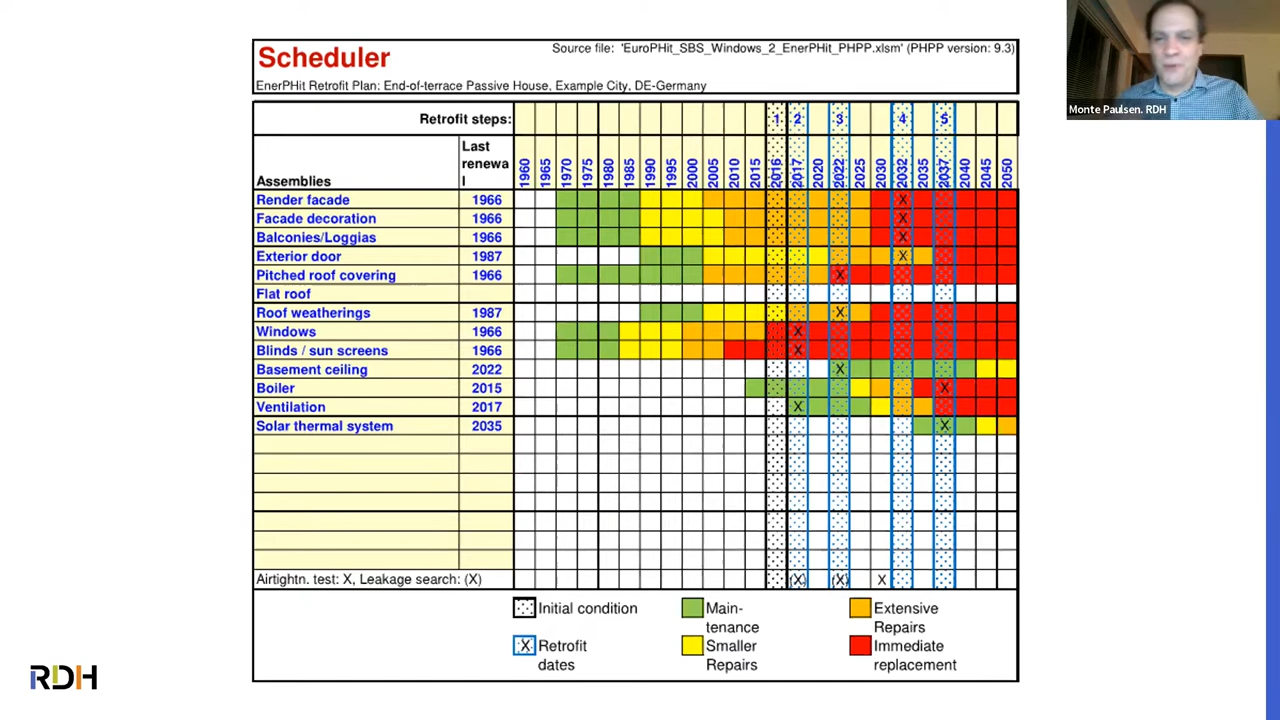 Scheduler
Source file: 'EuroPHit_SBS_Windows_2_EnerPHit_PHPP.xlsm' (PHPP version: 9.3)
EnerPHit Retrofit Plan: End-of-terrace Passive House, Example City, DE-Germany
Monte Paulsen. RDH
Retrofit steps: 1 2 3 4 5
Assemblies Last renewa l 1960 1965 1970 1975 1980 1985 1990 1995 2000 2005 2010 2015 2016 2017 2020 2022 2025 2030 2032 2035 2037 2040 2045 2050
Render facade 1966 X
Facade decoration 1966 X
Balconies/Loggias 1966 X
Exterior door 1987 X
Pitched roof covering 1966 X
Flat roof
Roof weatherings 1987 X
Windows 1966 X
Blinds / sun screens 1966 X
Basement ceiling 2022 X
Boiler 2015 X
Ventilation 2017 X
Solar thermal system 2035 X
Airtightn. test: X, Leakage search: (X) (X) (X) X
Initial condition
Main-
tenance
Extensive
Repairs
X Retrofit
dates
Smaller
Repairs
Immediate
replacement
RDH